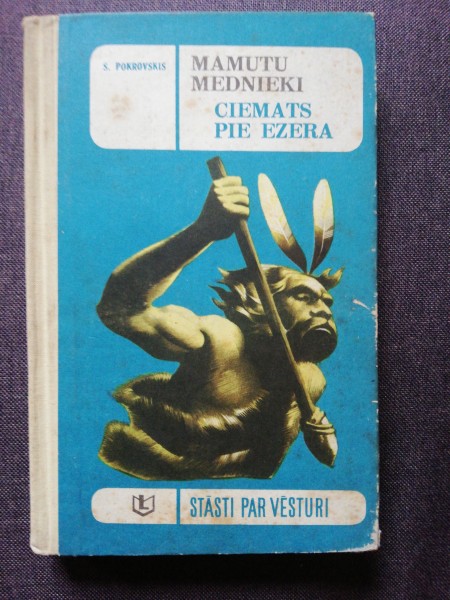 S. POKROVSKIS
MAMUTU
MEDNIEKI
CIEMATS
PIE EZERA
STĀSTI PAR VĒSTURI